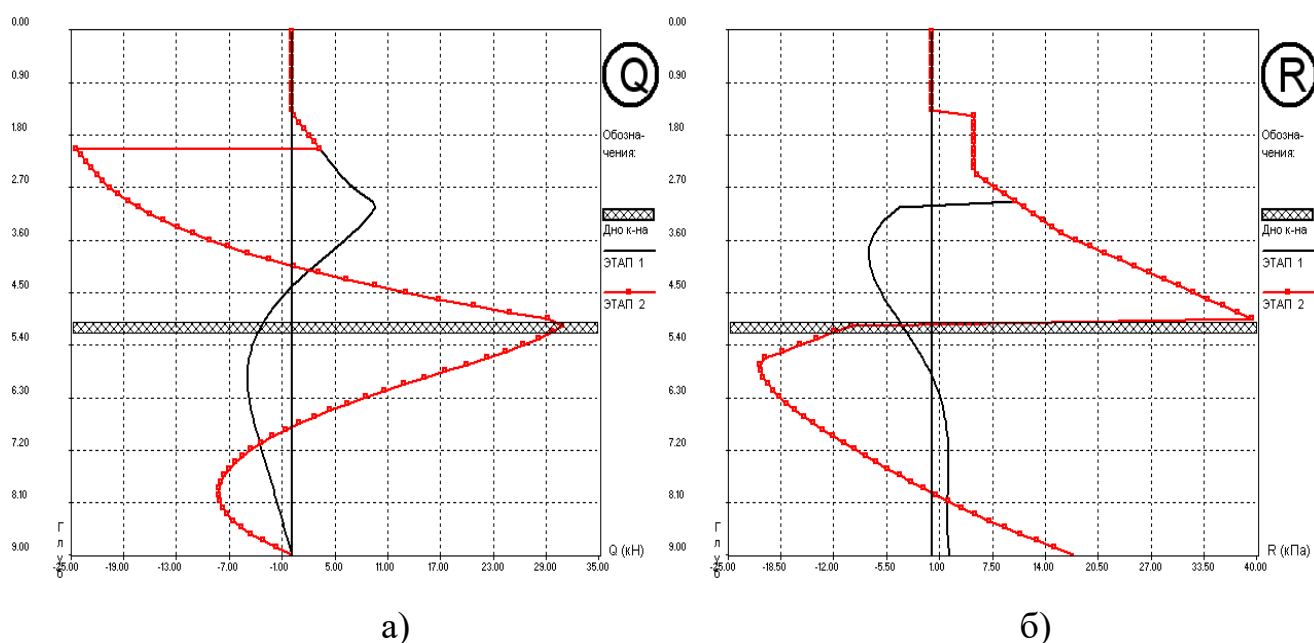 0.00
0.90
1.80
2.70
3.60
4.50
5.40
6.30
7.20
8.10
9.00
Глуб
-25.00 -19.00 -13.00 -7.00 -1.00 5.00 11.00 17.00 23.00 29.00 35.00
Q (кН)
Q
Обозна-
чения:
Дно к-на
ЭТАП 1
ЭТАП 2
а)
0.00
0.90
1.80
2.70
3.60
4.50
5.40
6.30
7.20
8.10
9.00
Глуб
-25.00 -18.50 -12.00 -5.50 1.00 7.50 14.00 20.50 27.00 33.50 40.00
R (кПа)
R
Обозна-
чения:
Дно к-на
ЭТАП 1
ЭТАП 2
б)